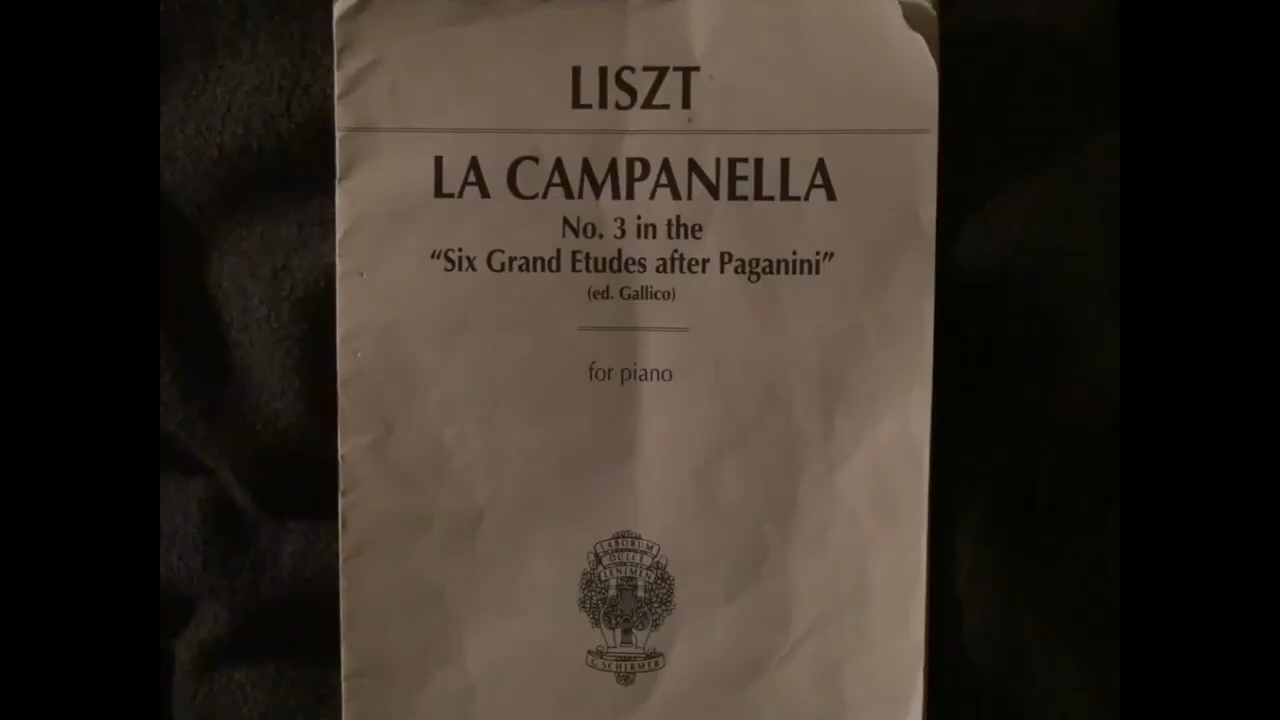 LISZT
LA CAMPANELLA
No. 3 in the
“Six Grand Etudes after Paganini”
(ed. Gallico)
for piano
LABORUM
DULCE
LENIMEN
G. SCHIRMER